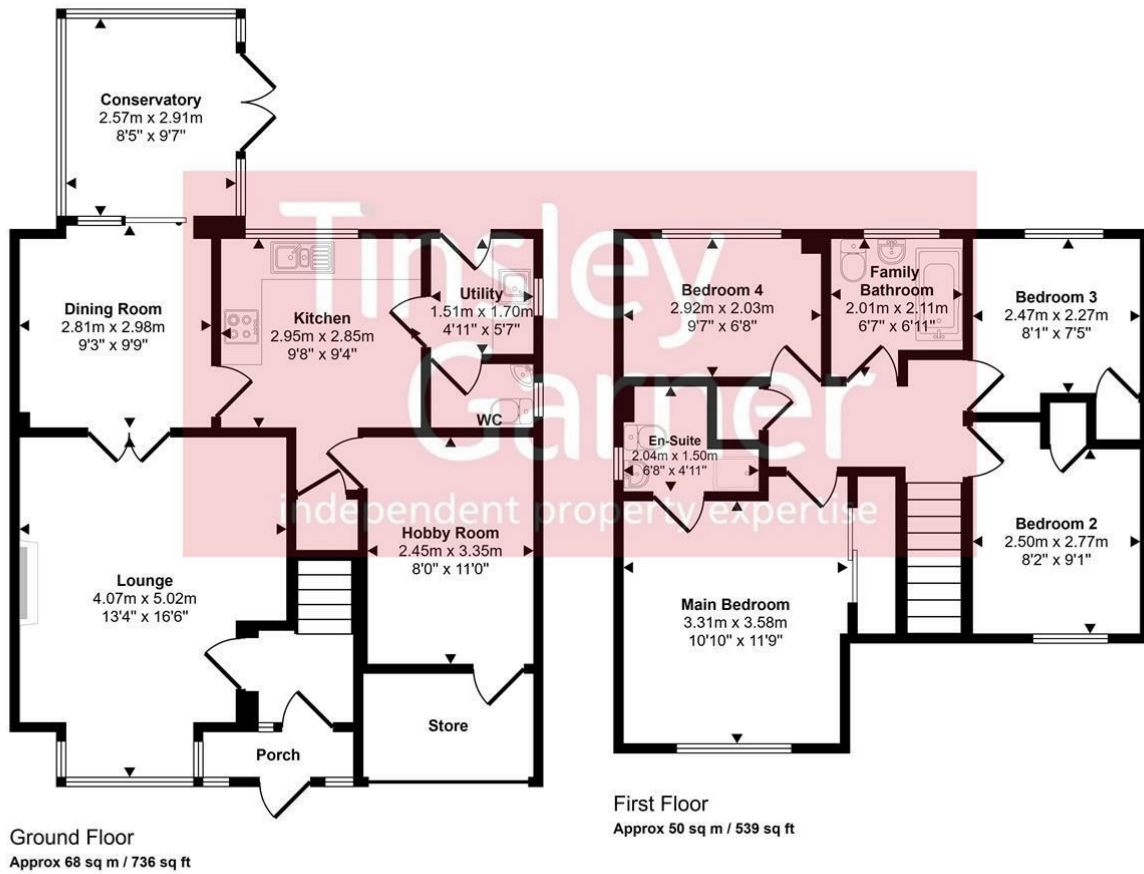 Conservatory
2.57m x 2.91m
8'5" x 9'7"
Tinsley
Garner
independent property expertise
Dining Room
2.81m x 2.98m
9'3" x 9'9"
Kitchen
2.95m x 2.85m
9'8" x 9'4"
Utility
1.51m x 1.70m
4'11" x 5'7"
WC
Lounge
4.07m x 5.02m
13'4" x 16'6"
Hobby Room
2.45m x 3.35m
8'0" x 11'0"
Store
Porch
Ground Floor
Approx 68 sq m / 736 sq ft
Bedroom 4
2.92m x 2.03m
9'7" x 6'8"
Family
Bathroom
2.01m x 2.11m
6'7" x 6'11"
Bedroom 3
2.47m x 2.27m
8'1" x 7'5"
En-Suite
2.04m x 1.50m
6'8" x 4'11"
Main Bedroom
3.31m x 3.58m
10'10" x 11'9"
Bedroom 2
2.50m x 2.77m
8'2" x 9'1"
First Floor
Approx 50 sq m / 539 sq ft